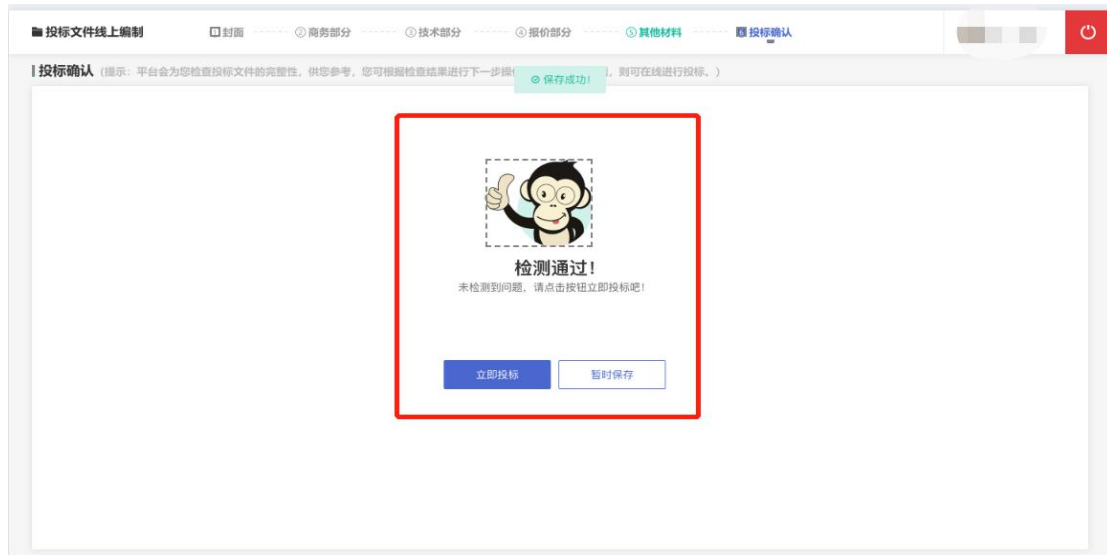 投标文件线上编制
1封面
②商务部分
③技术部分
④报价部分
⑤其他材料
投标确认
投标确认 (提示：平台会为您检查投标文件的完整性，供您参考，您可根据检查结果进行下一步操 ，则可在线进行投标、)
保存成功!
检测通过!
未检测到问题，请点击按钮立即投标吧!
立即投标
暂时保存